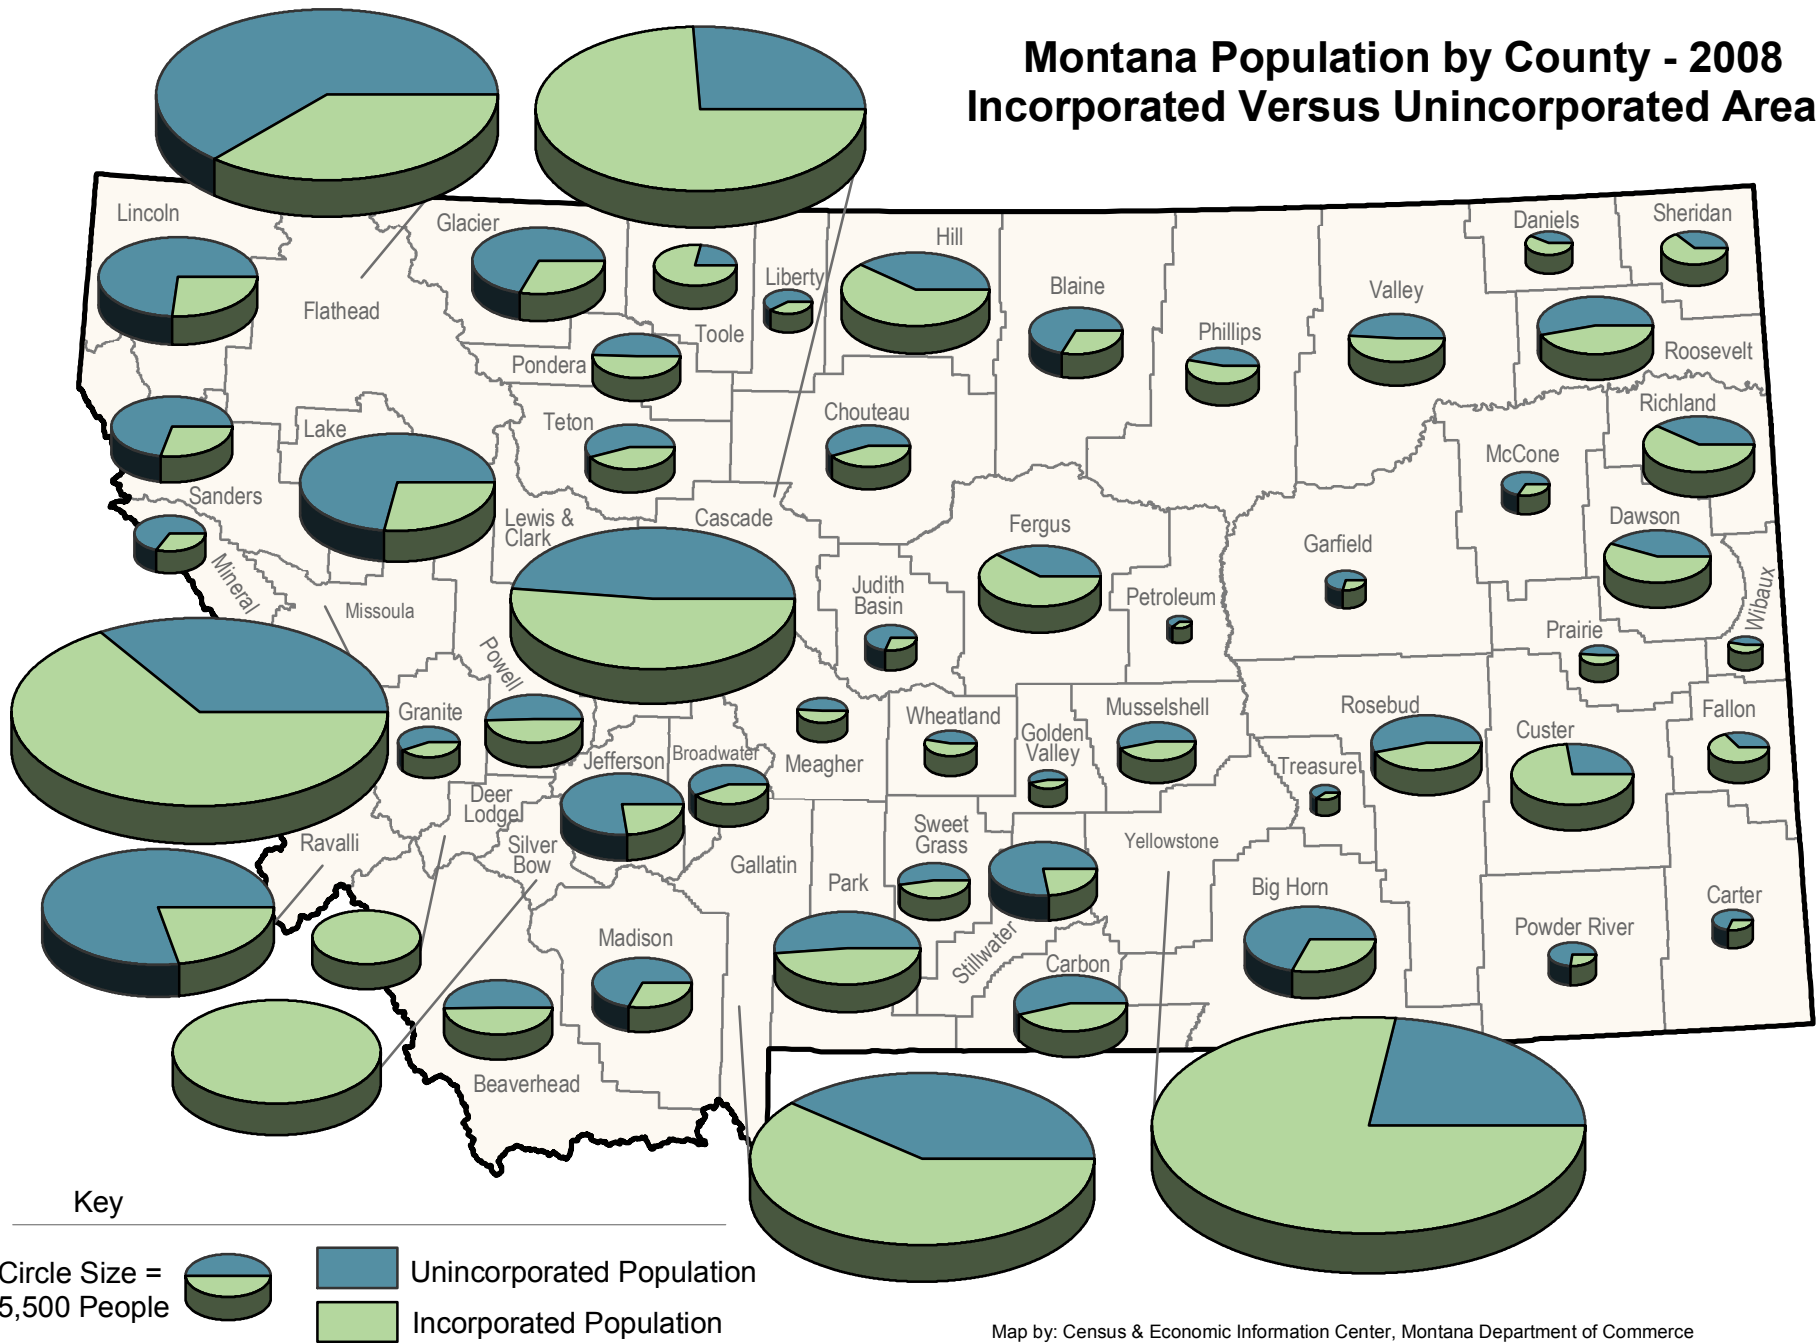 Montana Population by County - 2008
Incorporated Versus Unincorporated Area
Lincoln
Glacier
Hill
Daniels
Sheridan
Liberty
Blaine
Valley
Flathead
Toole
Phillips
Roosevelt
Pondera
Teton
Chouteau
Richland
Lake
McCone
Sanders
Lewis &
Clark
Cascade
Fergus
Dawson
Garfield
Mineral
Missoula
Judith
Basin
Petroleum
Wibaux
Prairie
Powell
Granite
Wheatland
Golden
Valley
Musselshell
Rosebud
Custer
Fallon
Jefferson
Broadwater
Meagher
Treasure
Deer
Lodge
Silver
Bow
Ravalli
Gallatin
Park
Sweet
Grass
Yellowstone
Big Horn
Carter
Madison
Stillwater
Carbon
Powder River
Beaverhead
Key
Circle Size =
5,500 People
Unincorporated Population
Incorporated Population
Map by: Census & Economic Information Center, Montana Department of Commerce